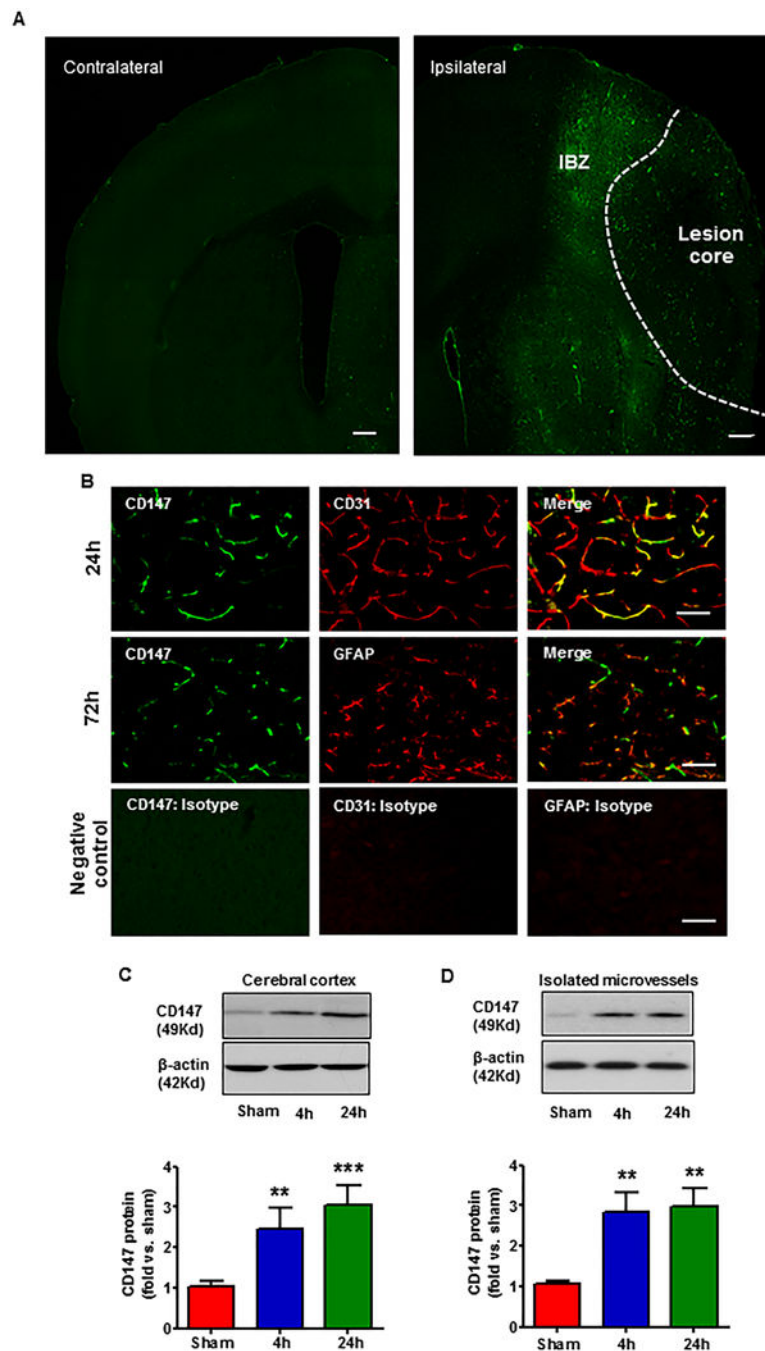 A
Contralateral
Ipsilateral
IBZ
Lesion
core
B
24h
CD147
CD31
Merge
72h
CD147
GFAP
Merge
Negative
control
CD147: Isotype
CD31: Isotype
GFAP: Isotype
C
Cerebral cortex
CD147
(49Kd)
β-actin
(42Kd)
Sham 4h 24h
CD147 protein
(fold vs. sham)
4
3
2
1
0
** ***
Sham 4h 24h
D
Isolated microvessels
CD147
(49Kd)
β-actin
(42Kd)
Sham 4h 24h
CD147 protein
(fold vs. sham)
4
3
2
1
0
** **
Sham 4h 24h